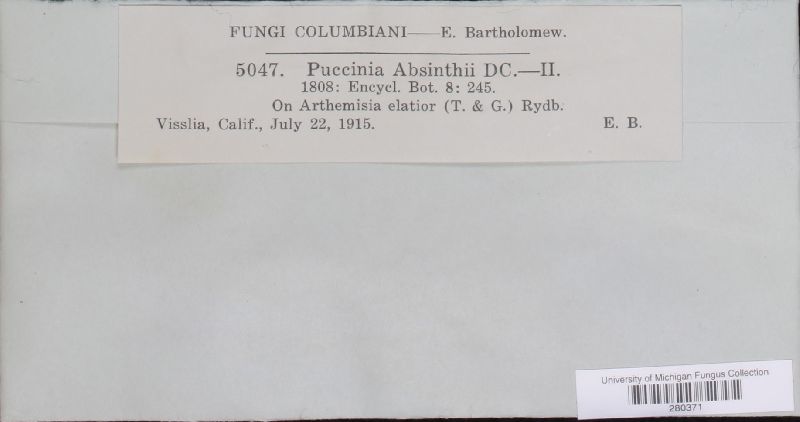 FUNGI COLUMBIANI—E. Bartholomew.
5047. Puccinia Absinthii DC.—II.
1808: Encycl. Bot. 8: 245.
On Arthemisia elatior (T. & G.) Rydb.
Visslia, Calif., July 22, 1915. E. B.
University of Michigan Fungus Collection
280371